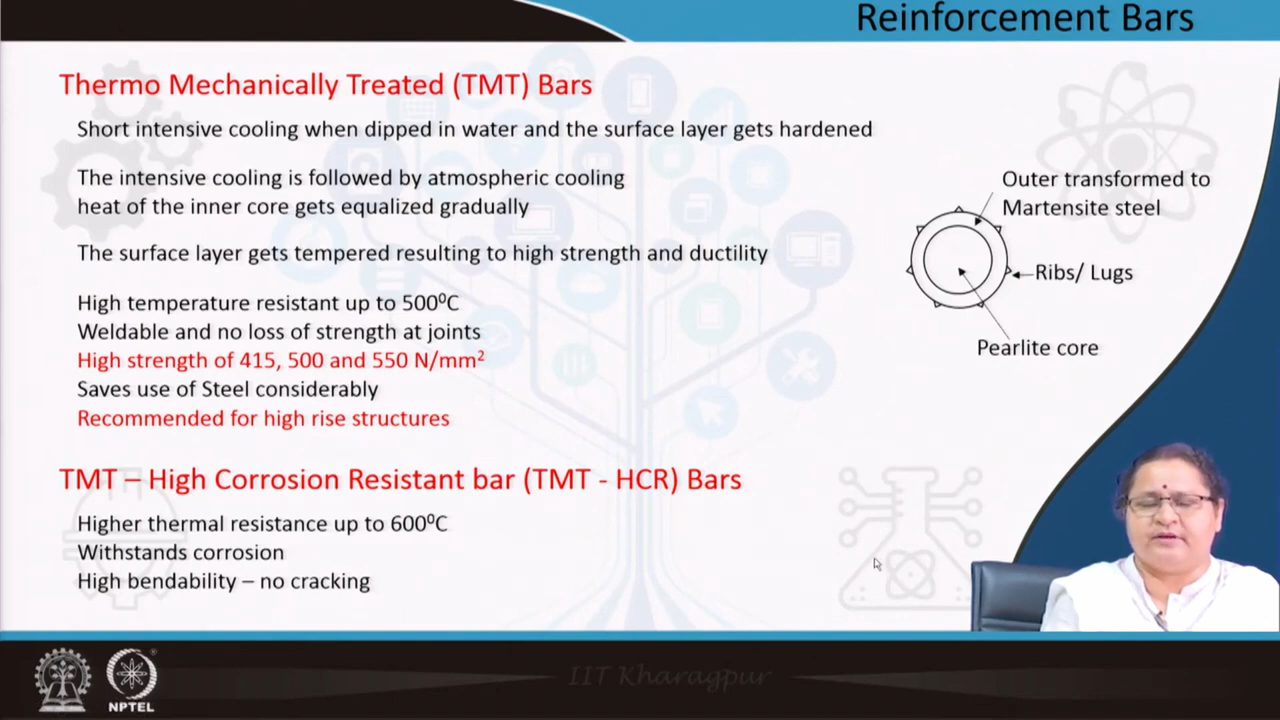 Reinforcement Bars
Thermo Mechanically Treated (TMT) Bars
Short intensive cooling when dipped in water and the surface layer gets hardened
The intensive cooling is followed by atmospheric cooling
heat of the inner core gets equalized gradually
The surface layer gets tempered resulting to high strength and ductility
High temperature resistant up to 500⁰C
Weldable and no loss of strength at joints
High strength of 415, 500 and 550 N/mm²
Saves use of Steel considerably
Recommended for high rise structures
Outer transformed to
Martensite steel
Ribs/ Lugs
Pearlite core
TMT – High Corrosion Resistant bar (TMT - HCR) Bars
Higher thermal resistance up to 600⁰C
Withstands corrosion
High bendability – no cracking
NPTEL
IIT Kharagpur